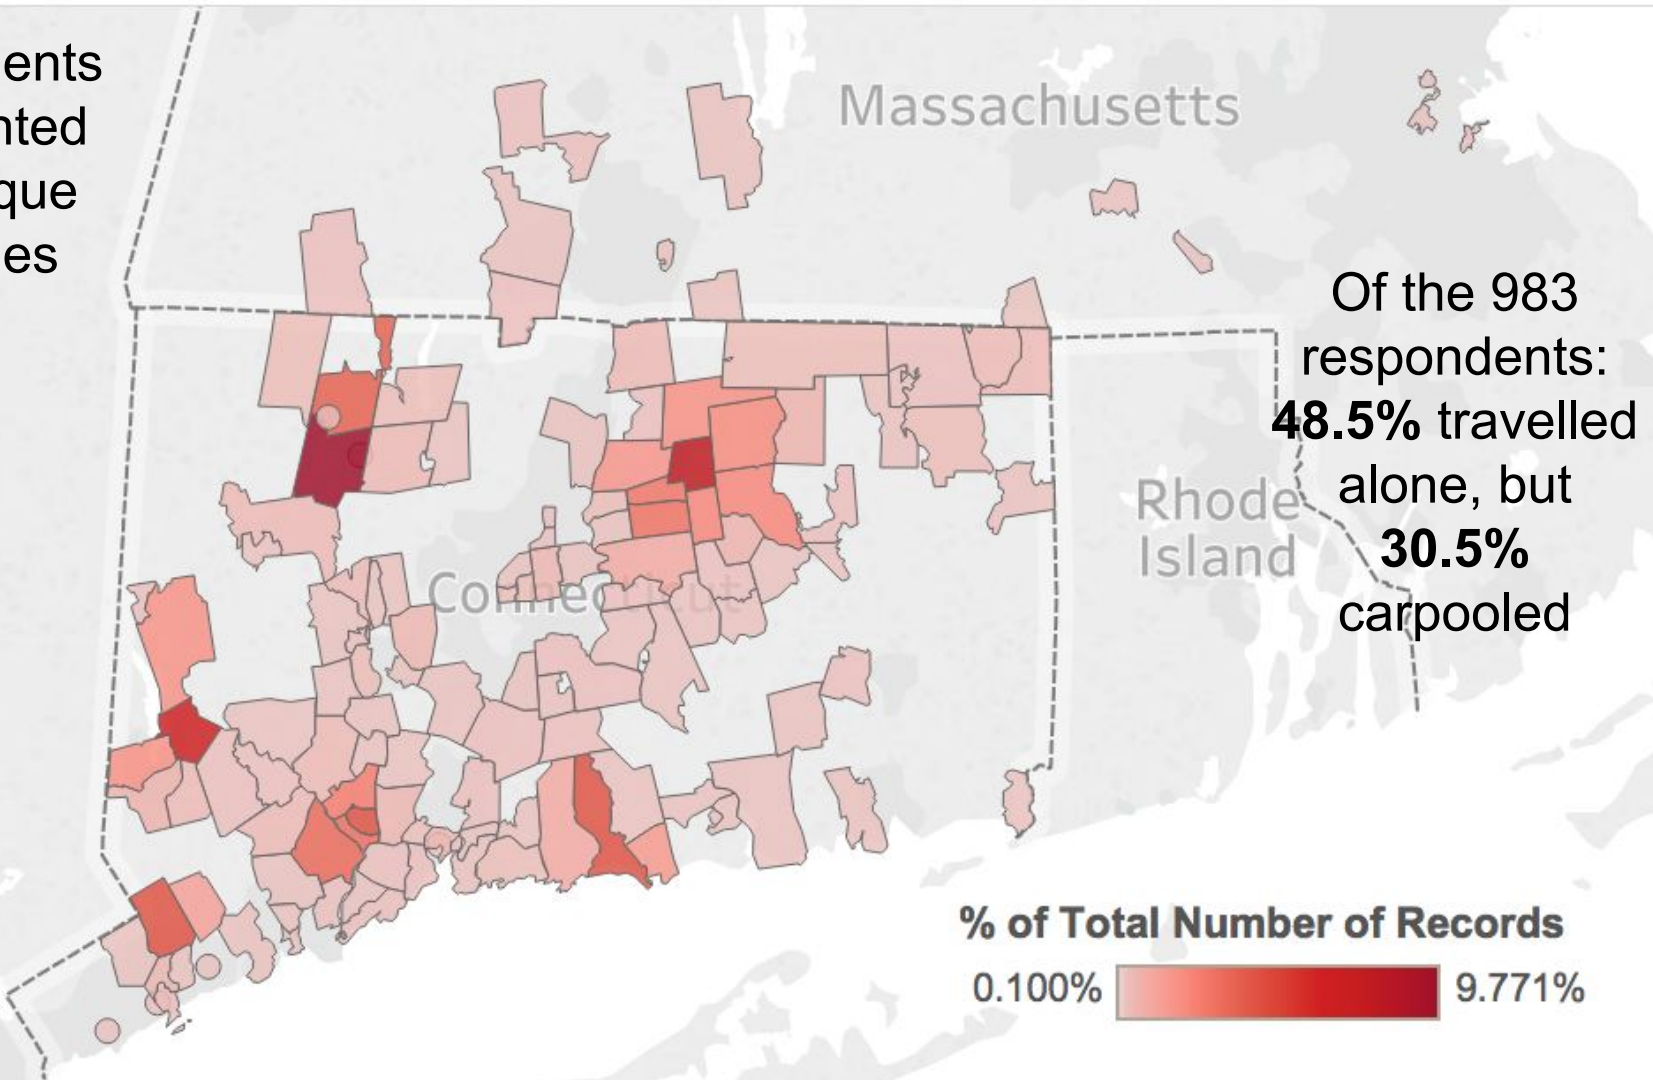 ents
nted
que
es
Massachusetts
Of the 983
respondents:
48.5% travelled
alone, but
30.5%
carpooled
Rhode
Island
Connecticut
% of Total Number of Records
0.100%
9.771%